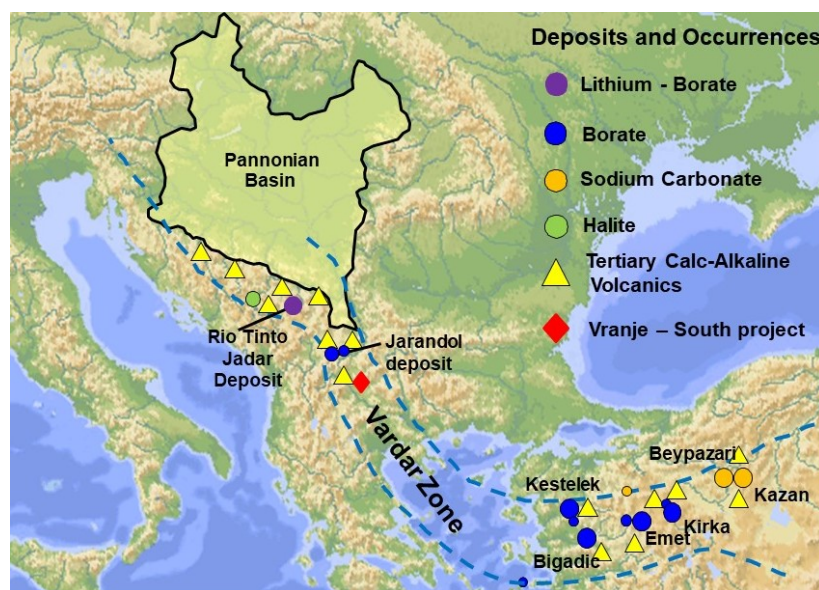 Deposits and Occurrences
Lithium - Borate
Borate
Sodium Carbonate
Halite
Tertiary Calc-Alkaline
Volcanics
Vranje – South project
Pannonian
Basin
Rio Tinto
Jadar
Deposit
Jarandol
deposit
Vardar Zone
Beypazari
Kestelek
Kazan
Kirka
Emet
Bigadic